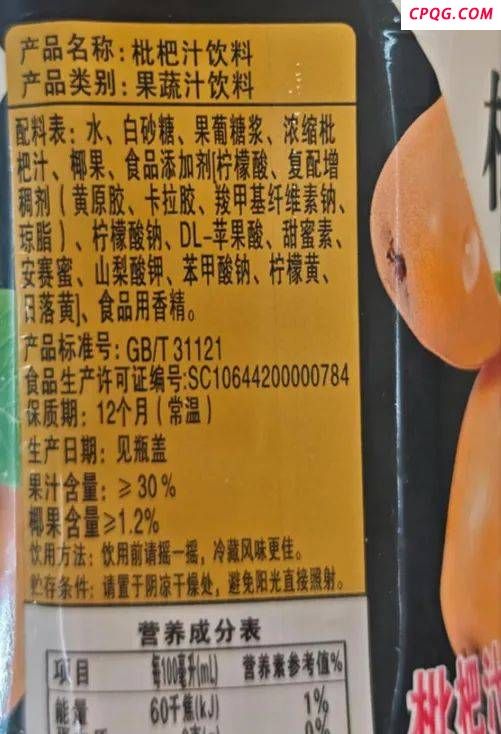 CPQG.COM
产品名称:枇杷汁饮料
产品类别:果蔬汁饮料
配料表:水、白砂糖、果葡糖浆、浓缩枇
杷汁、椰果、食品添加剂[柠檬酸、复配增
稠剂(黄原胶、卡拉胶、羧甲基纤维素钠、
琼脂)、柠檬酸钠、DL-苹果酸、甜蜜素、
安赛蜜、山梨酸钾、苯甲酸钠、柠檬黄、
日落黄]、食品用香精。
产品标准号:GB/T 31121
食品生产许可证编号:SC10644200000784
保质期:12个月(常温)
生产日期:见瓶盖
果汁含量:≥30%
椰果含量≥1.2%
饮用方法:饮用前请摇一摇,冷藏风味更佳。
贮存条件:请置于阴凉干燥处,避免阳光直接照射。
营养成分表
项目 每100毫升(mL) 营养素参考值%
能量 60千焦(kJ) 1%
枇杷